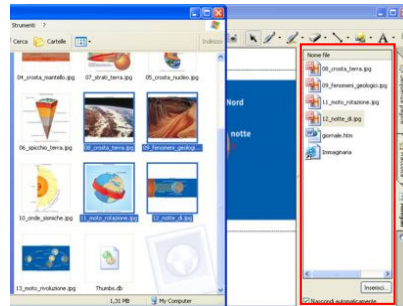 Strumenti ?
Cerca Cartelle
Indirizzo
04_crosta_mantello.jpg 07_strati_terra.jpg 05_crosta_nucleo.jpg
06_spicchio_terra.jpg 08_crosta_terra.jpg 09_fenomeni_geologi...
10_onde_sismiche.jpg 11_moto_rotazione.jpg 12_notte_di.jpg
13_moto_rivoluzione.jpg Thumbs.db
1,31 MB My Computer
Nord
notte
Nome file
08_crosta_terra.jpg
09_fenomeni_geologici.jpg
11_moto_rotazione.jpg
12_notte_di.jpg
giornale.htm
Immaginaria
Inserisci...
Nascondi automaticamente